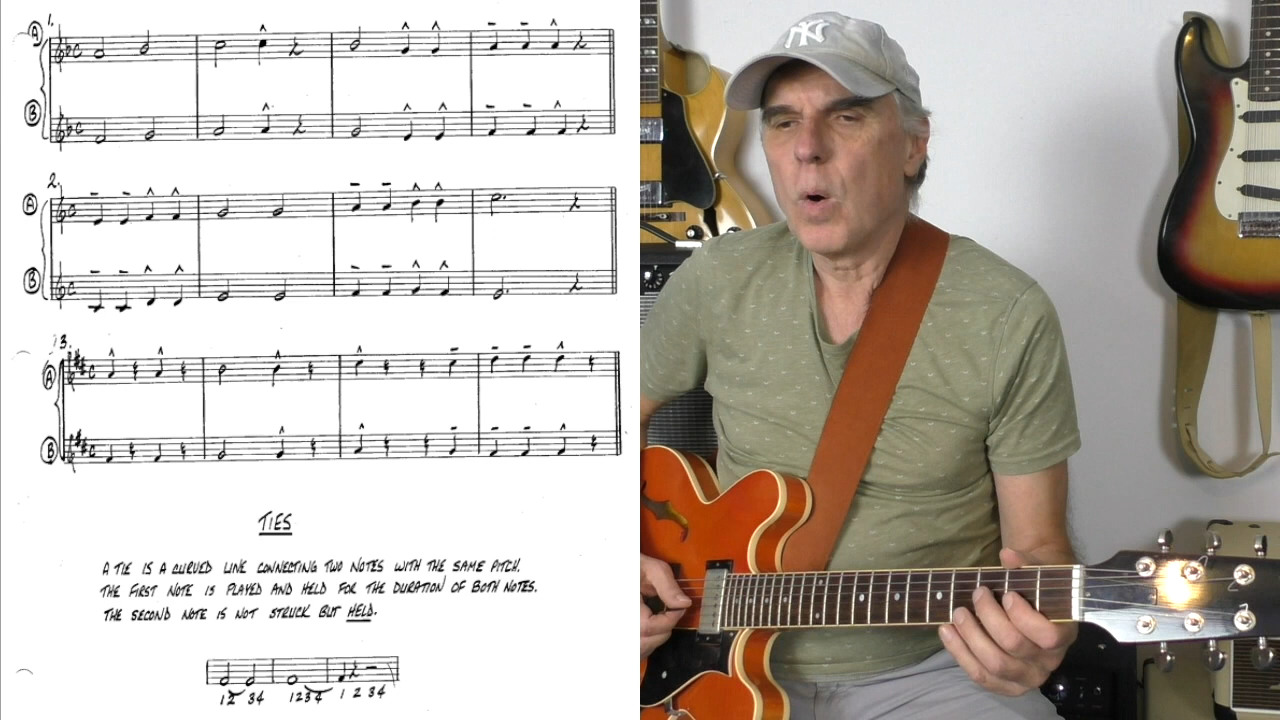 1.
A
B
2.
A
B
3.
A
B
TIES
A TIE IS A CURVED LINE CONNECTING TWO NOTES WITH THE SAME PITCH.
THE FIRST NOTE IS PLAYED AND HELD FOR THE DURATION OF BOTH NOTES.
THE SECOND NOTE IS NOT STRUCK BUT HELD.
12 34 1234 1 2 34
NY